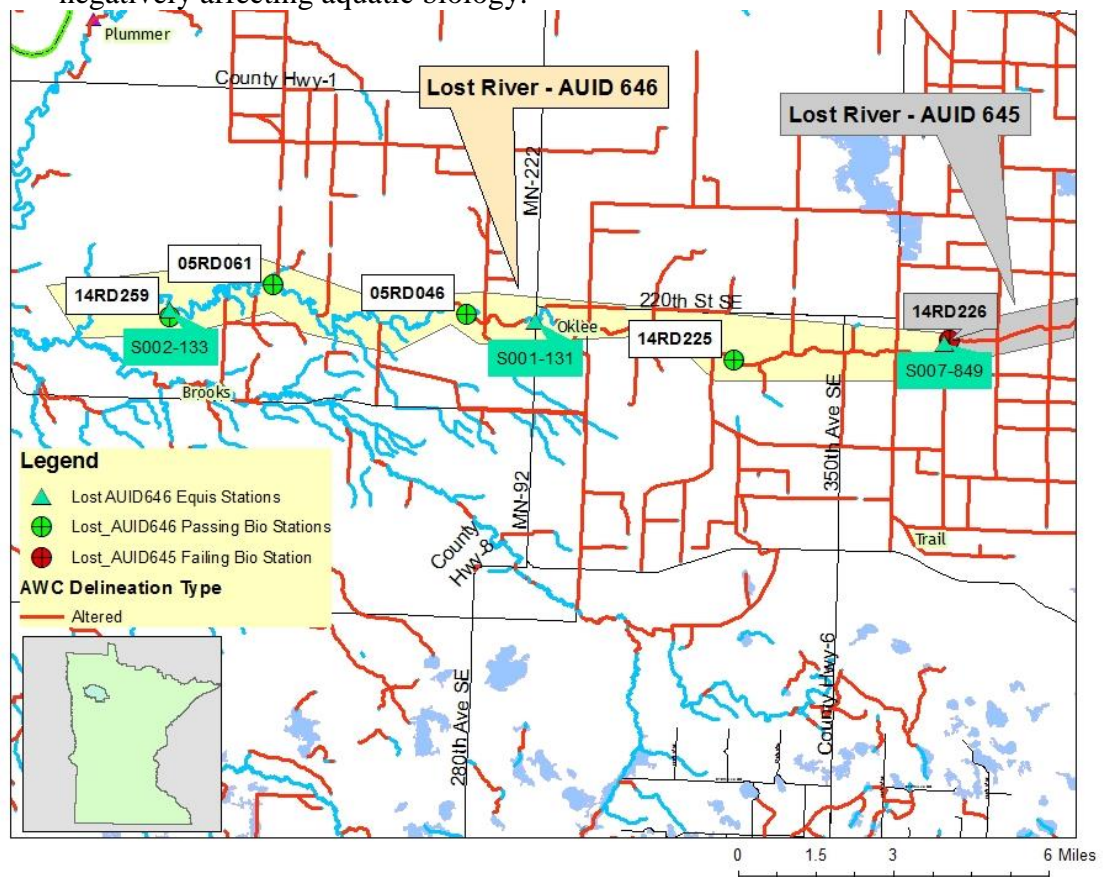 negatively affecting aquatic biology.
Plummer
County Hwy-1
Lost River - AUID 646
Lost River - AUID 645
MN-222
05RD061
14RD259
05RD046
220th St SE
14RD226
Oklee
14RD225
S002-133
S001-131
S007-849
Brooks
350th Ave SE
Legend
Lost AUID646 Equis Stations
Lost_AUID646 Passing Bio Stations
Lost_AUID645 Failing Bio Station
AWC Delineation Type
Altered
MN-92
County
Hwy-8
Trail
280th Ave SE
County Hwy-6
0 1.5 3 6 Miles